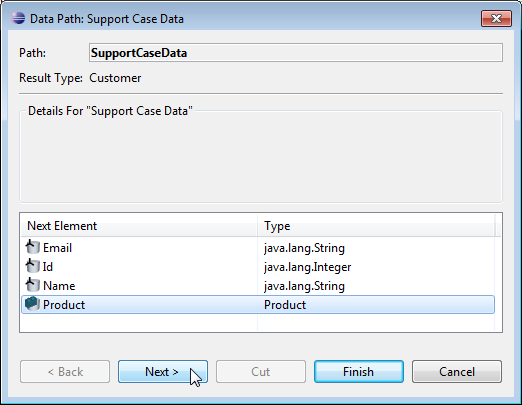 Data Path: Support Case Data
Path: SupportCaseData
Result Type: Customer
Details For "Support Case Data"
Next Element Type
Email java.lang.String
Id java.lang.Integer
Name java.lang.String
Product Product
< Back Next > Cut Finish Cancel